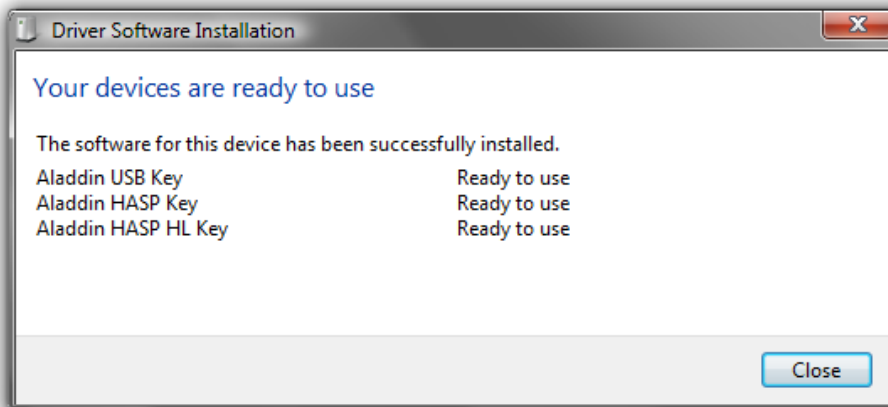 Driver Software Installation
Your devices are ready to use
The software for this device has been successfully installed.
Aladdin USB Key Ready to use
Aladdin HASP Key Ready to use
Aladdin HASP HL Key Ready to use
Close